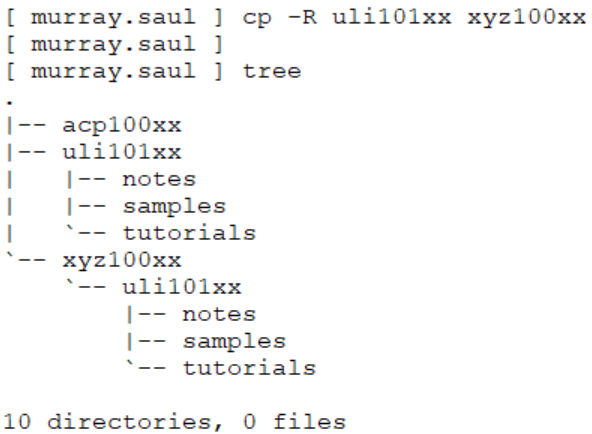 [ murray.saul ] cp -R uli101xx xyz100xx
[ murray.saul ]
[ murray.saul ] tree
.
|-- acp100xx
|-- uli101xx
|   |-- notes
|   |-- samples
|   `-- tutorials
`-- xyz100xx
    `-- uli101xx
        |-- notes
        |-- samples
        `-- tutorials

10 directories, 0 files